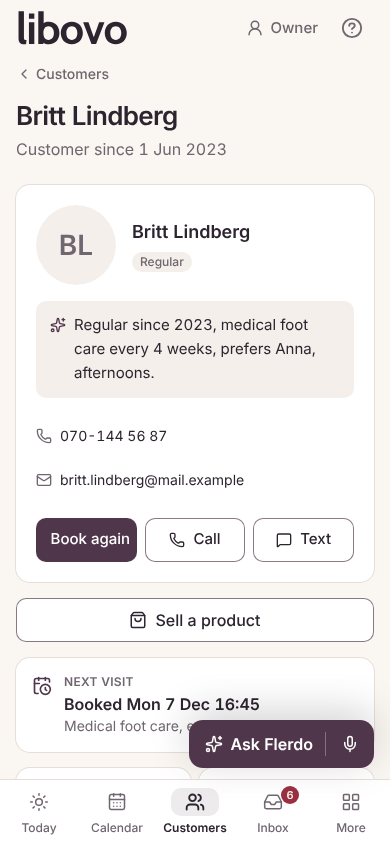 libovo
Owner
Customers
Britt Lindberg
Customer since 1 Jun 2023
BL
Britt Lindberg
Regular
Regular since 2023, medical foot
care every 4 weeks, prefers Anna,
afternoons.
070-144 56 87
britt.lindberg@mail.example
Book again
Call
Text
Sell a product
NEXT VISIT
Booked Mon 7 Dec 16:45
Medical foot care,
Ask Flerdo
6
Today
Calendar
Customers
Inbox
More